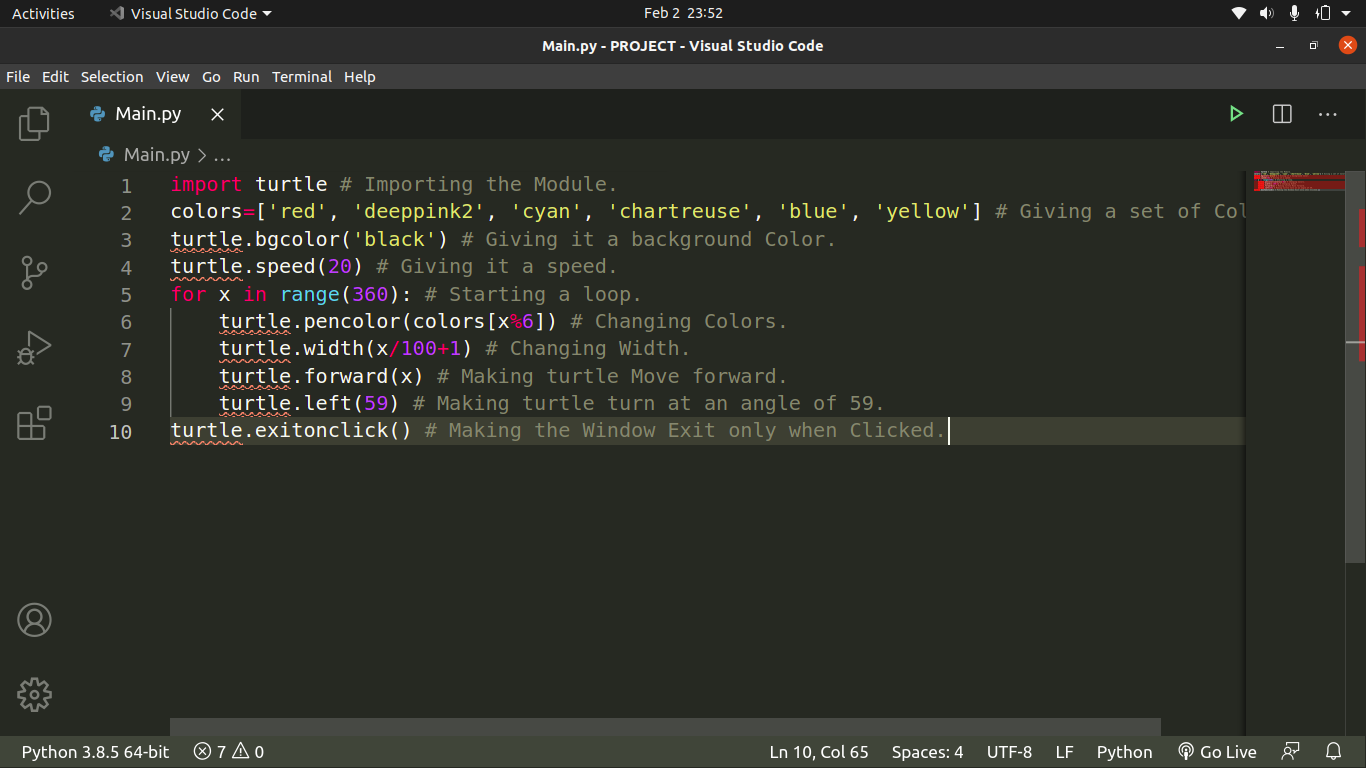 Activities Visual Studio Code Feb 2 23:52
Main.py - PROJECT - Visual Studio Code
File Edit Selection View Go Run Terminal Help
Main.py
Main.py > ...
1 import turtle # Importing the Module.
2 colors=['red', 'deeppink2', 'cyan', 'chartreuse', 'blue', 'yellow'] # Giving a set of Col
3 turtle.bgcolor('black') # Giving it a background Color.
4 turtle.speed(20) # Giving it a speed.
5 for x in range(360): # Starting a loop.
6     turtle.pencolor(colors[x%6]) # Changing Colors.
7     turtle.width(x/100+1) # Changing Width.
8     turtle.forward(x) # Making turtle Move forward.
9     turtle.left(59) # Making turtle turn at an angle of 59.
10 turtle.exitonclick() # Making the Window Exit only when Clicked.
Python 3.8.5 64-bit 7 0 Ln 10, Col 65 Spaces: 4 UTF-8 LF Python Go Live